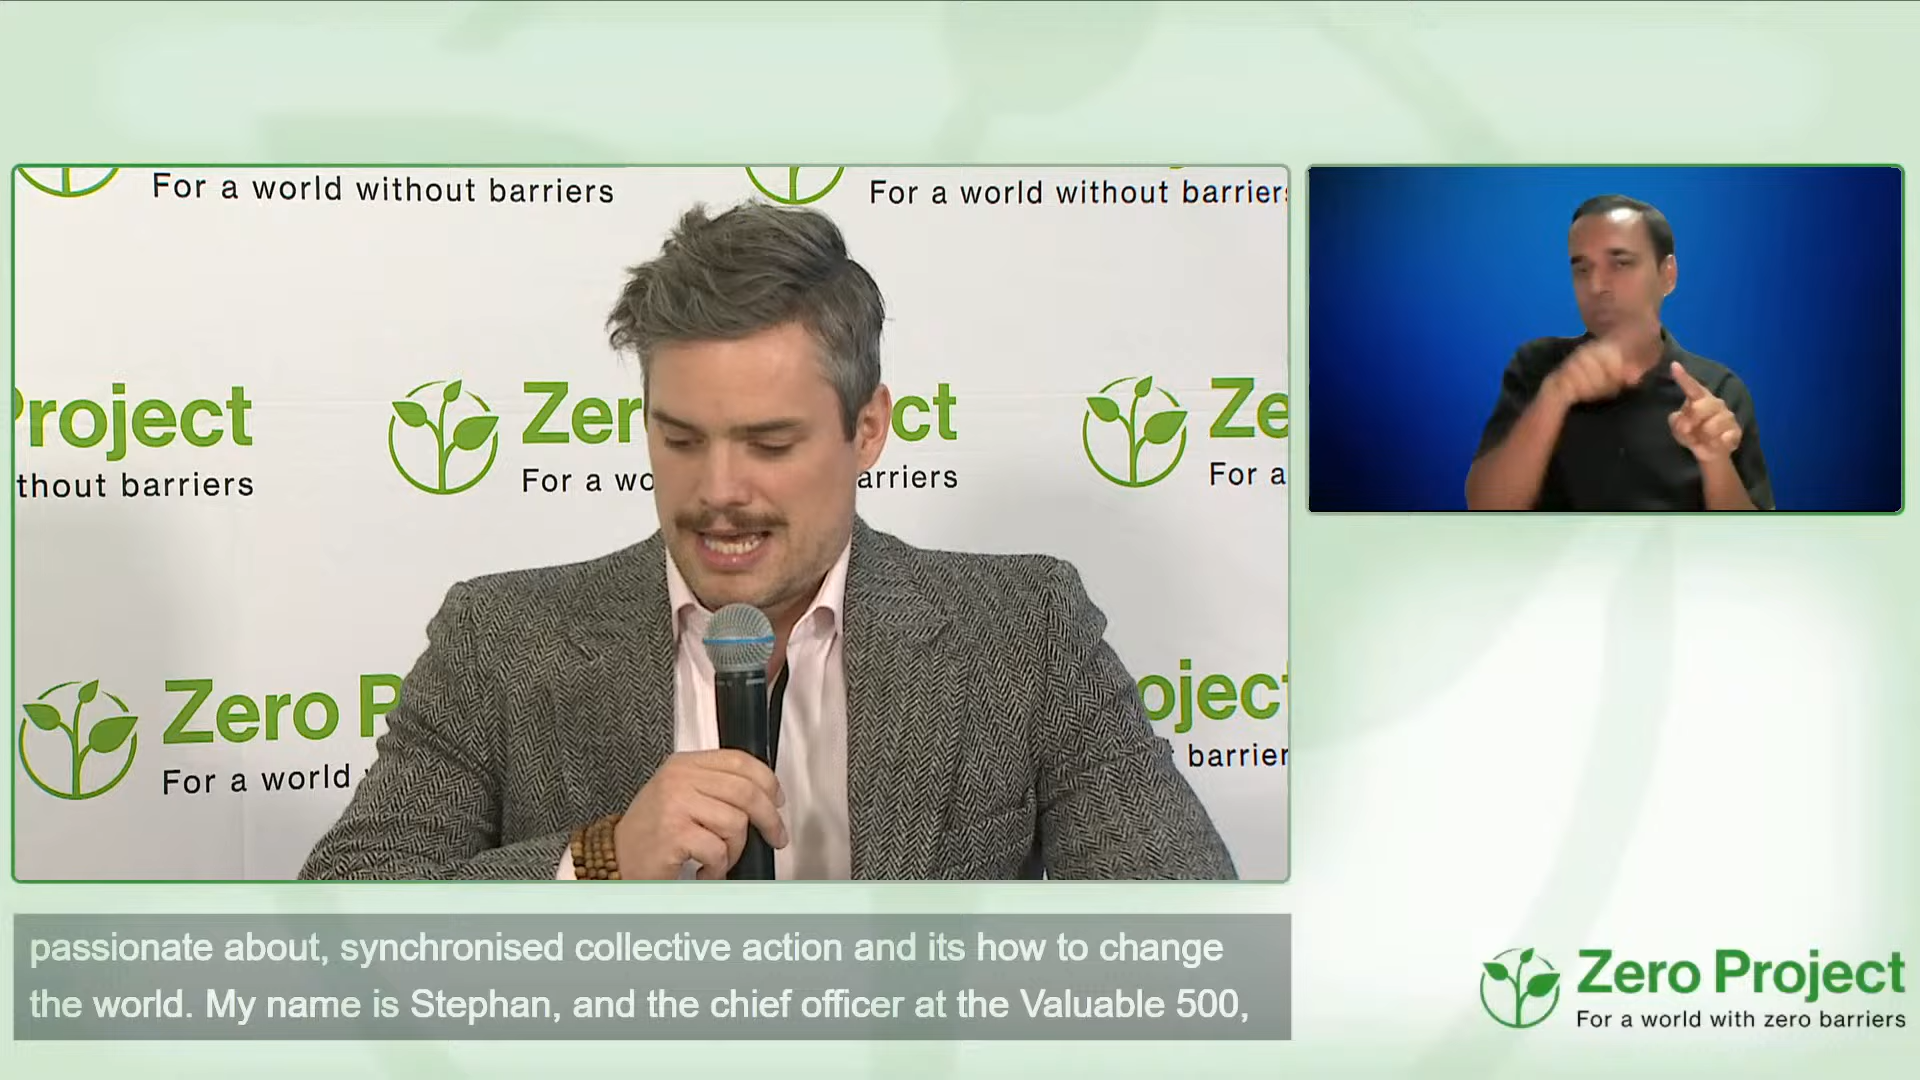 For a world without barriers
For a world without barriers
Project
thout barriers
Zer ct
For a wo arriers
Ze
For a
Zero P
For a world
oject
barrier
passionate about, synchronised collective action and its how to change
the world. My name is Stephan, and the chief officer at the Valuable 500,
Zero Project
For a world with zero barriers